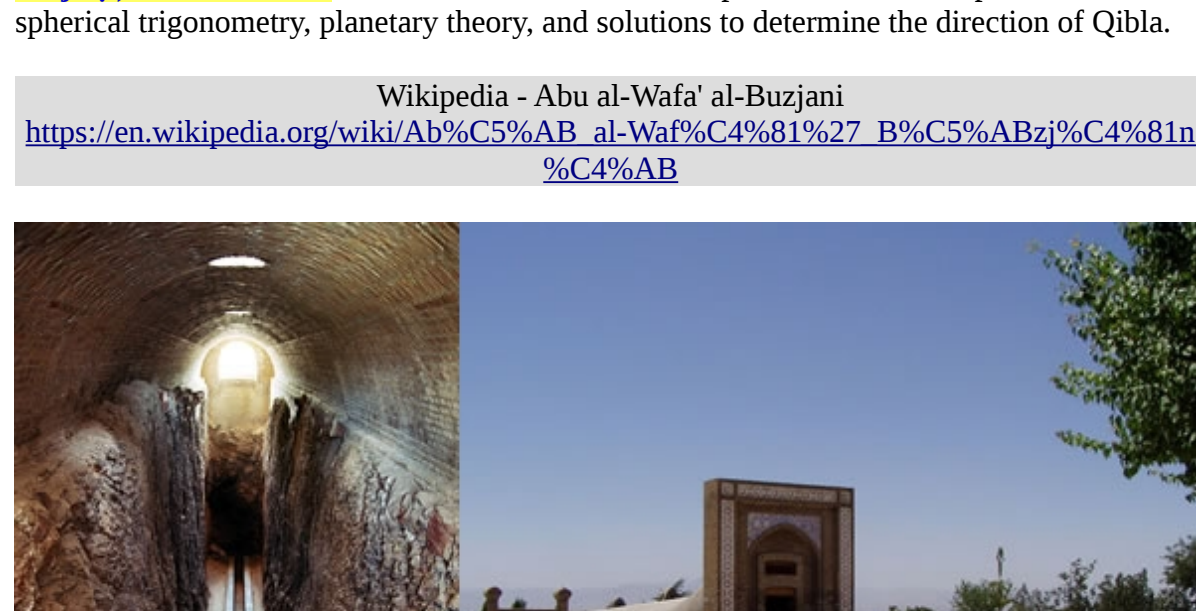 spherical trigonometry, planetary theory, and solutions to determine the direction of Qibla.
Wikipedia - Abu al-Wafa' al-Buzjani
https://en.wikipedia.org/wiki/Ab%C5%AB_al-Waf%C4%81%27_B%C5%ABzj%C4%81n
%C4%AB